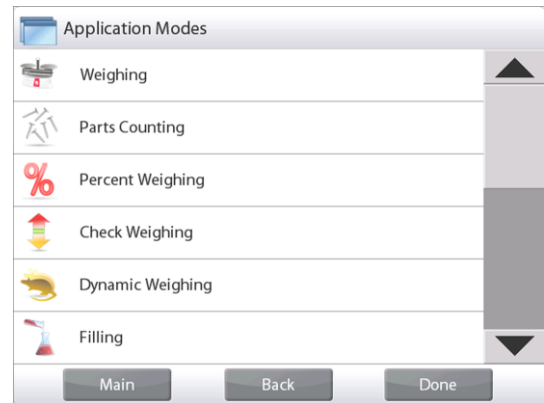 Application Modes
Weighing
Parts Counting
Percent Weighing
Check Weighing
Dynamic Weighing
Filling
Main Back Done